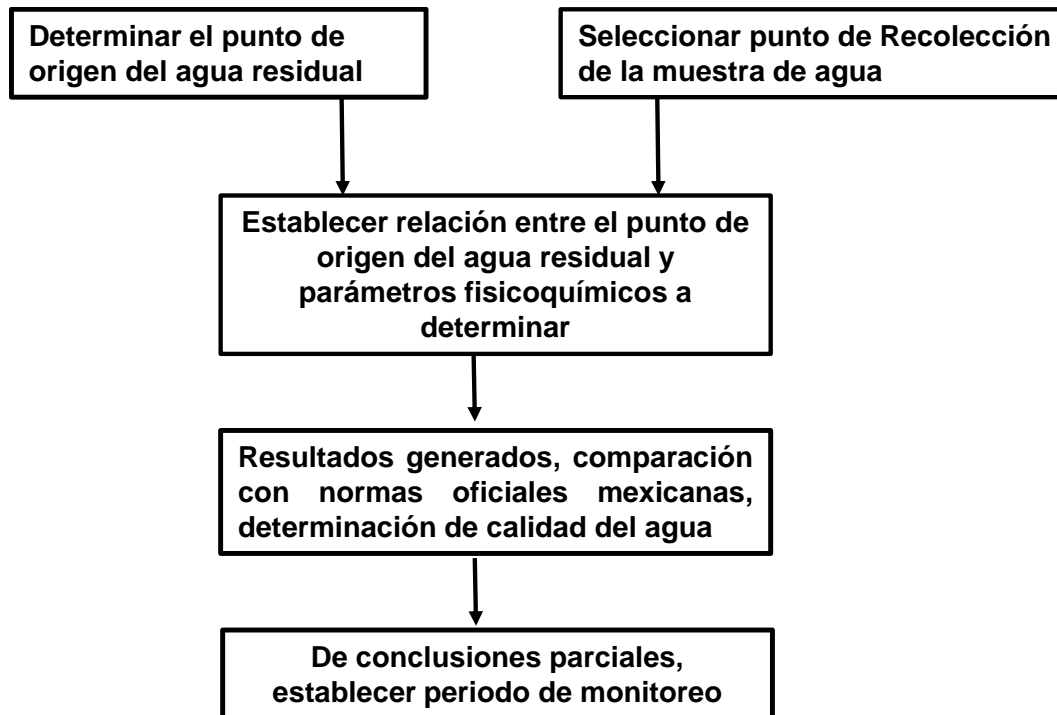 Determinar el punto de
origen del agua residual
Seleccionar punto de Recolección
de la muestra de agua
Establecer relación entre el punto de
origen del agua residual y
parámetros fisicoquímicos a
determinar
Resultados generados, comparación
con normas oficiales mexicanas,
determinación de calidad del agua
De conclusiones parciales,
establecer periodo de monitoreo